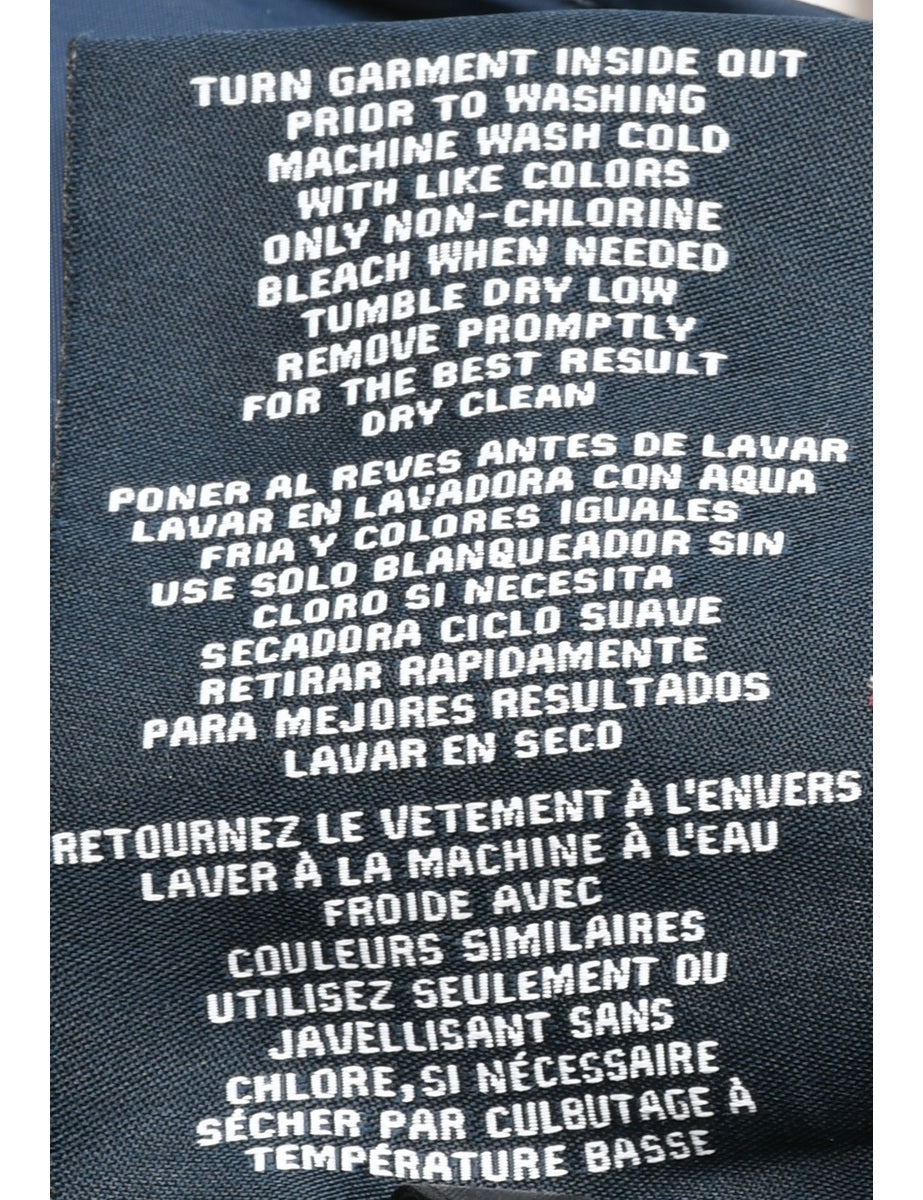 TURN GARMENT INSIDE OUT
PRIOR TO WASHING
MACHINE WASH COLD
WITH LIKE COLORS
ONLY NON-CHLORINE
BLEACH WHEN NEEDED
TUMBLE DRY LOW
REMOVE PROMPTLY
FOR THE BEST RESULT
DRY CLEAN
PONER AL REVES ANTES DE LAVAR
LAVAR EN LAVADORA CON AQUA
FRIA Y COLORES IGUALES
USE SOLO BLANQUEADOR SIN
CLORO SI NECESITA
SECADORA CICLO SUAVE
RETIRAR RAPIDAMENTE
PARA MEJORES RESULTADOS
LAVAR EN SECO
RETOURNEZ LE VETEMENT À L'ENVERS
LAVER À LA MACHINE À L'EAU
FROIDE AVEC
COULEURS SIMILAIRES
UTILISEZ SEULEMENT OU
JAVELLISANT SANS
CHLORE,SI NÉCESSAIRE
SÉCHER PAR CULBUTAGE À
TEMPÉRATURE BASSE